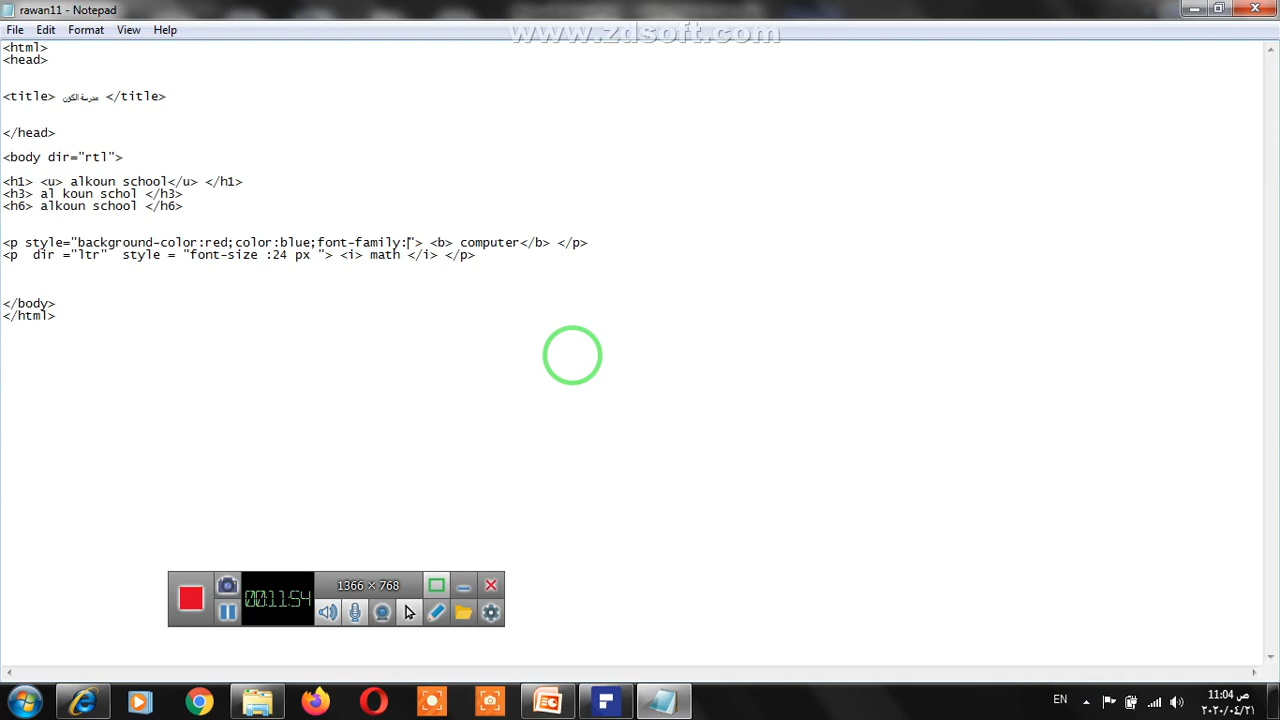 rawan11 - Notepad
www.zdsoft.com
File Edit Format View Help
<html>
<head>
<title> مدرسة الكون </title>
</head>
<body dir="rtl">
<h1> <u> alkoun school</u> </h1>
<h3> al koun schol </h3>
<h6> alkoun school </h6>
<p style="background-color:red;color:blue;font-family:"> <b> computer</b> </p>
<p  dir ="ltr"  style = "font-size :24 px "> <i> math </i> </p>
</body>
</html>
1366 × 768
00:11:54
EN
11:04 ص
٢٠٢٠/٠٤/٢١